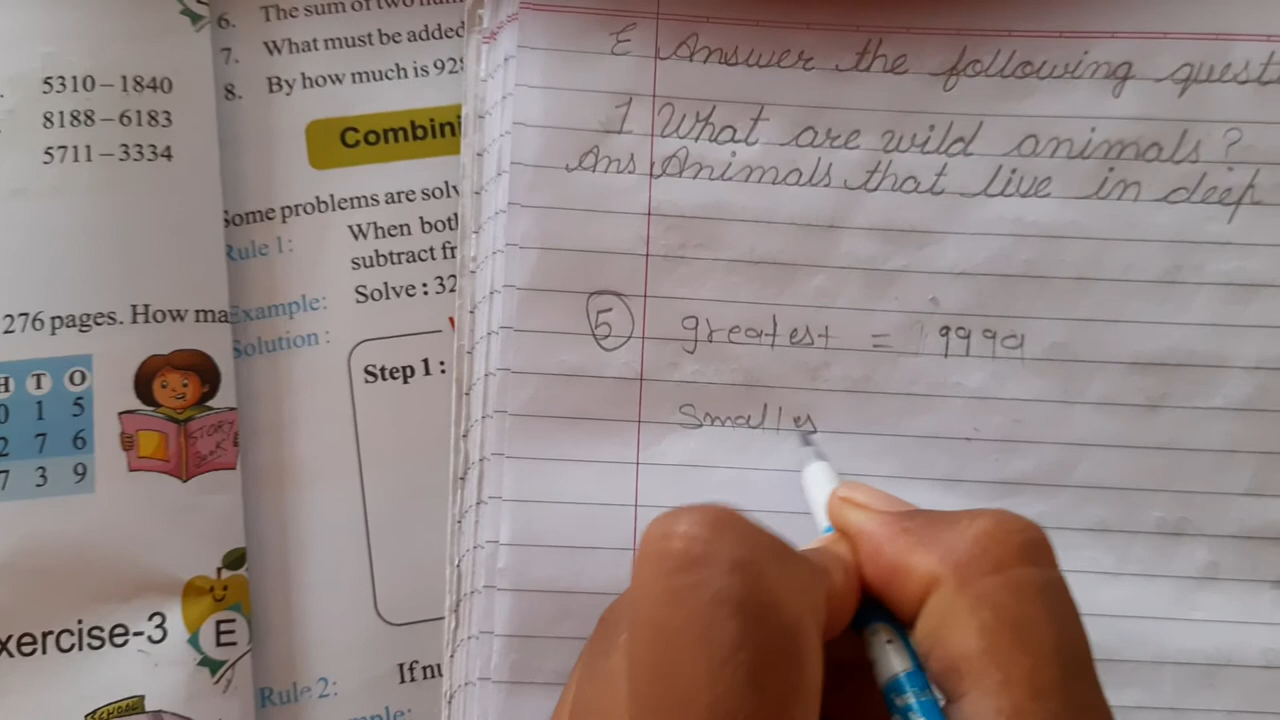 5310–1840
8188–6183
5711–3334
276 pages. How ma
H T O
0 1 5
2 7 6
7 3 9
STORY Book!
xercise-3
E
SCHOOL
6. The sum of two num
7. What must be added
8. By how much is 928
Combini
Some problems are solv
Rule 1: When both
subtract fr
Example: Solve : 32
Solution :
Step 1 :
Rule 2: If nu
mple:
E Answer the following quest
1 What are wild animals?
Ans Animals that live in deep
5 greatest = 9999
Smalles